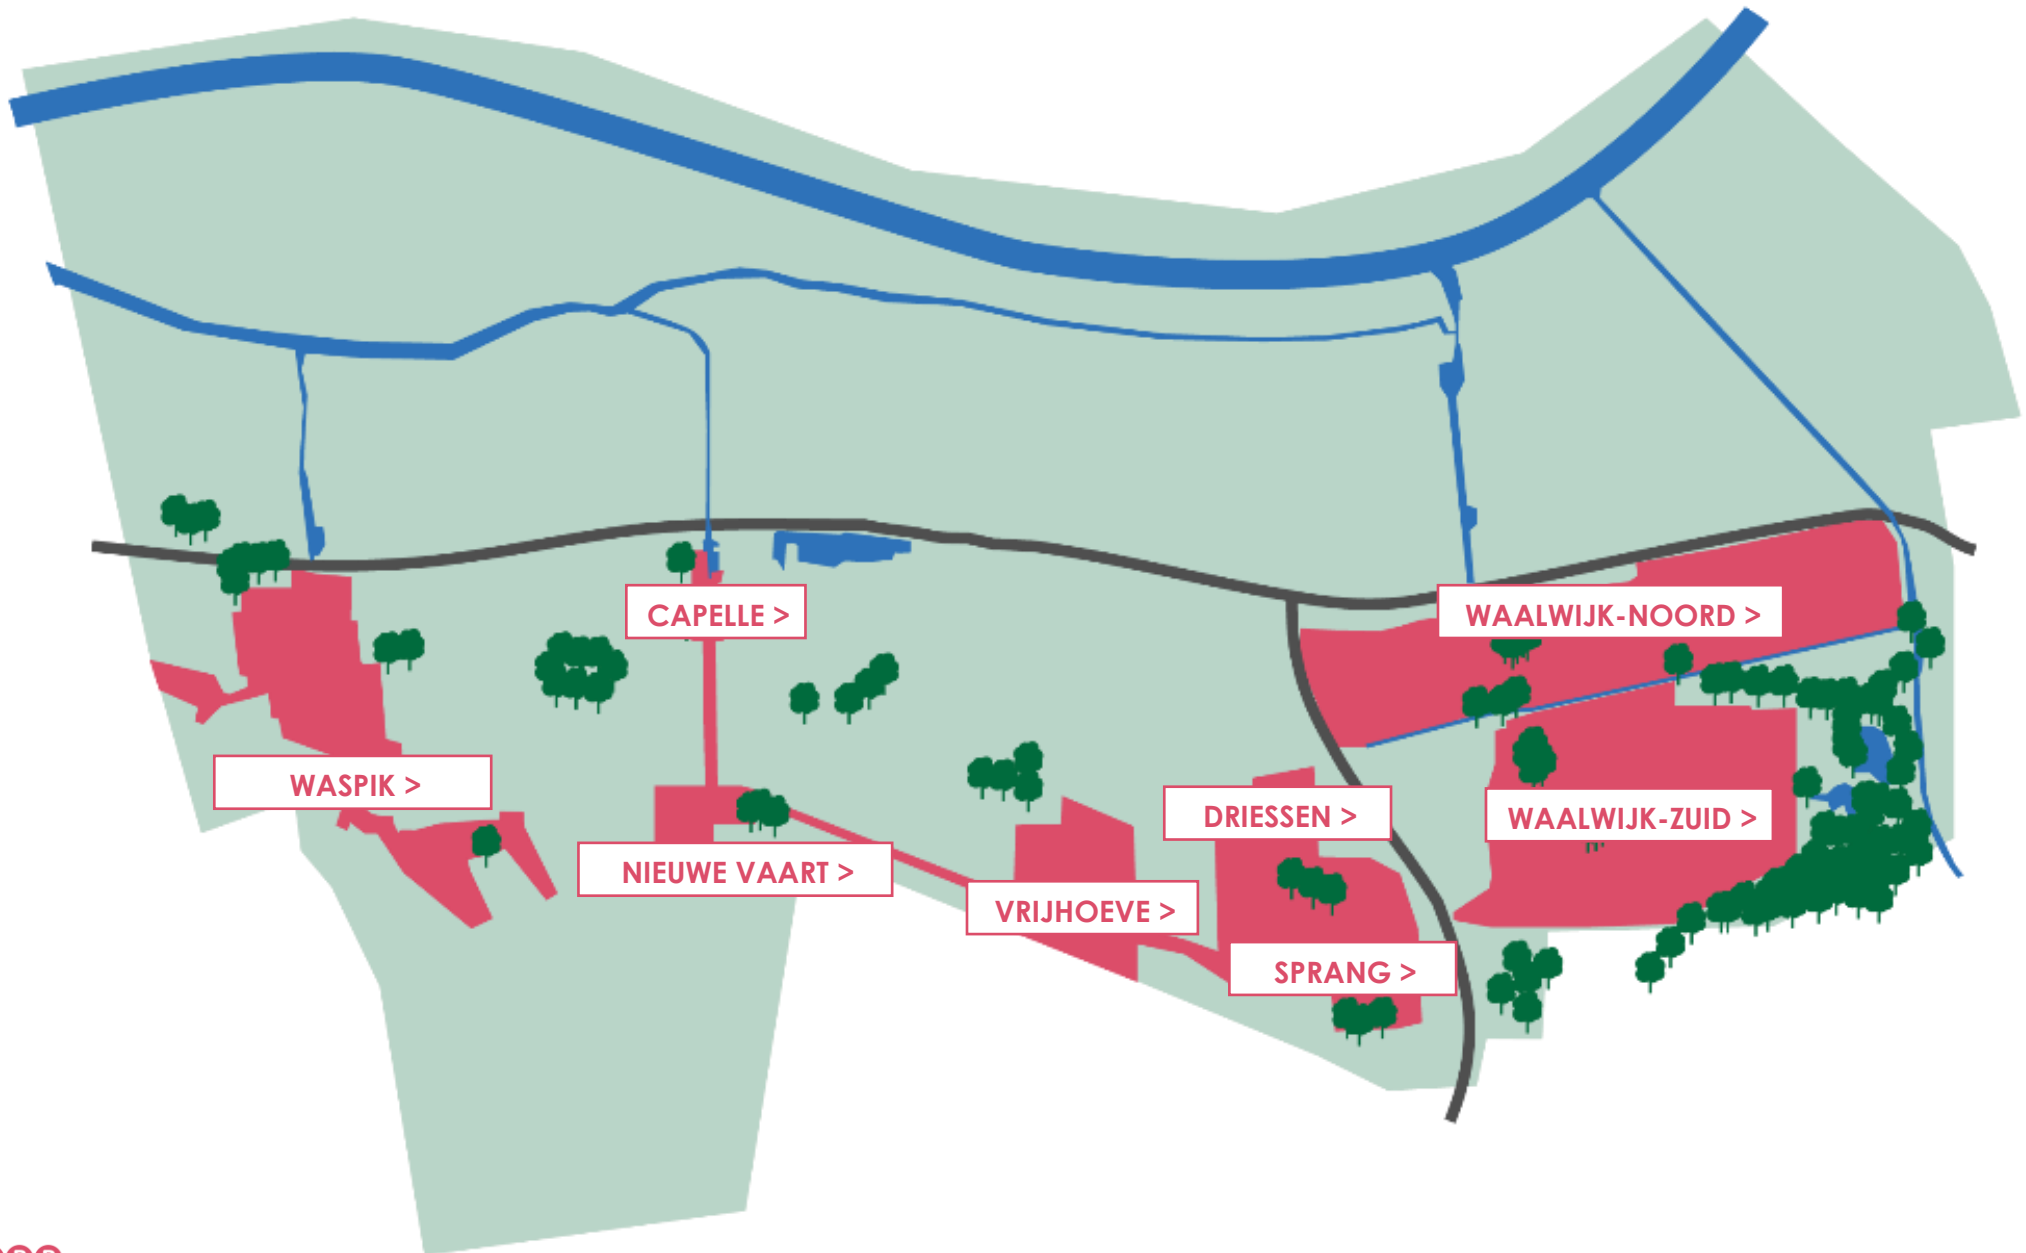 CAPELLE >
WAALWIJK-NOORD >
WASPIK >
DRIESSEN >
WAALWIJK-ZUID >
NIEUWE VAART >
VRIJHOEVE >
SPRANG >